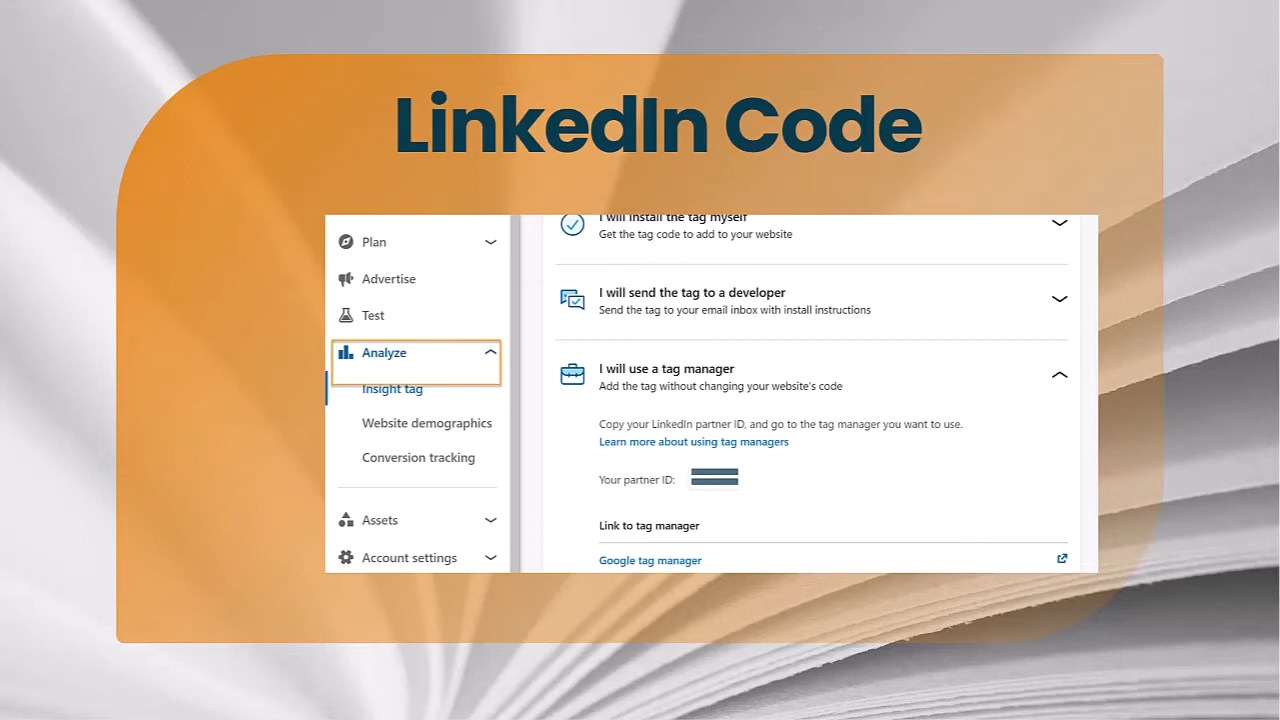 LinkedIn Code
Plan
Advertise
Test
Analyze
Insight tag
Website demographics
Conversion tracking
Assets
Account settings
I will install the tag myself
Get the tag code to add to your website
I will send the tag to a developer
Send the tag to your email inbox with install instructions
I will use a tag manager
Add the tag without changing your website's code
Copy your LinkedIn partner ID, and go to the tag manager you want to use.
Learn more about using tag managers
Your partner ID:
Link to tag manager
Google tag manager